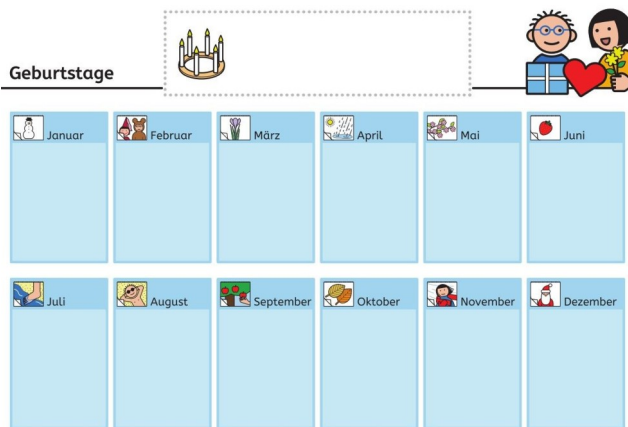 Geburtstage
Januar
Februar
März
April
Mai
Juni
Juli
August
September
Oktober
November
Dezember